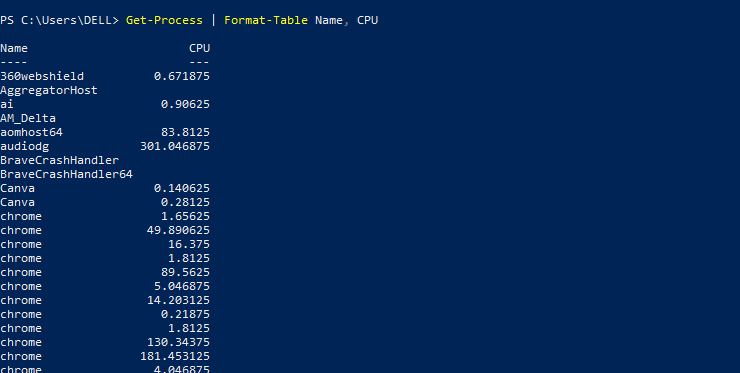 PS C:\Users\DELL> Get-Process | Format-Table Name, CPU
Name CPU
---- ---
360webshield 0.671875
AggregatorHost
ai 0.90625
AM_Delta
aomhost64 83.8125
audiodg 301.046875
BraveCrashHandler
BraveCrashHandler64
Canva 0.140625
Canva 0.28125
chrome 1.65625
chrome 49.890625
chrome 16.375
chrome 1.8125
chrome 89.5625
chrome 5.046875
chrome 14.203125
chrome 0.21875
chrome 1.8125
chrome 130.34375
chrome 181.453125
chrome 4.046875